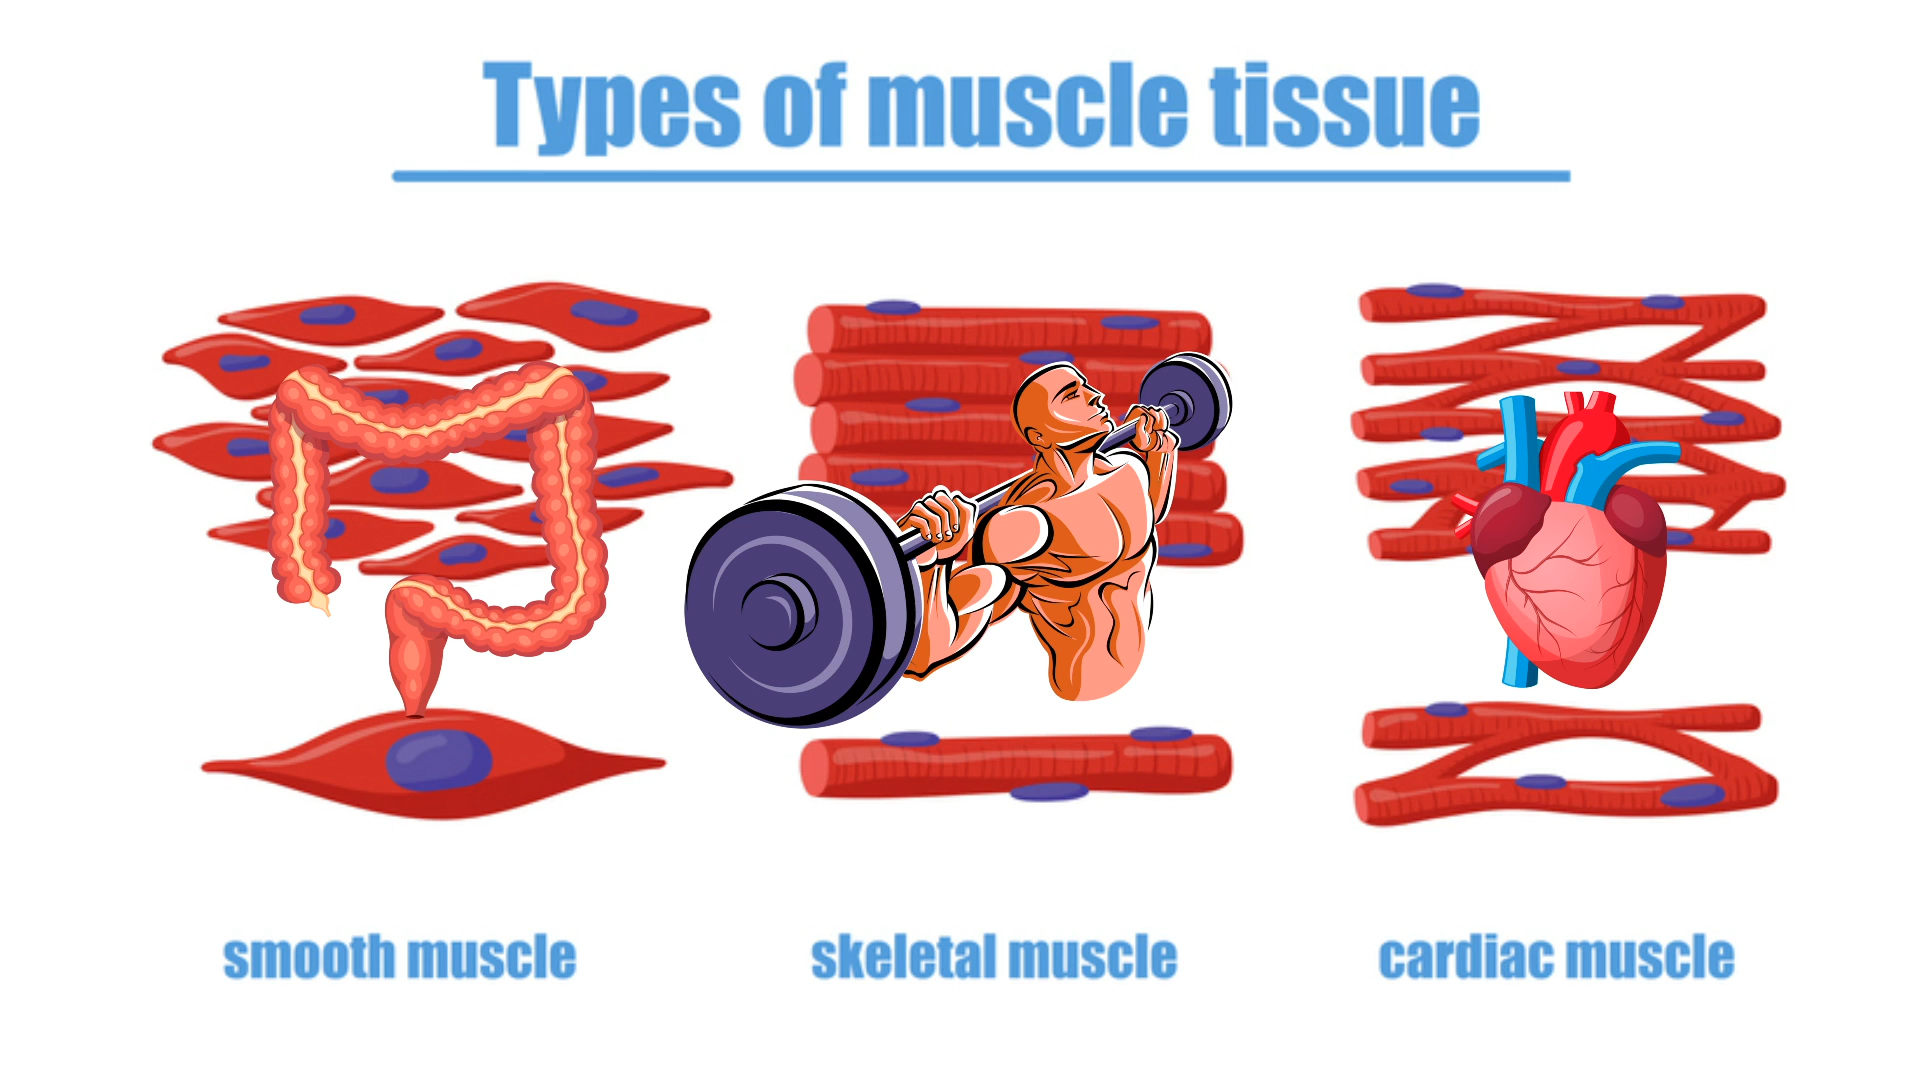 Types of muscle tissue
smooth muscle
skeletal muscle
cardiac muscle